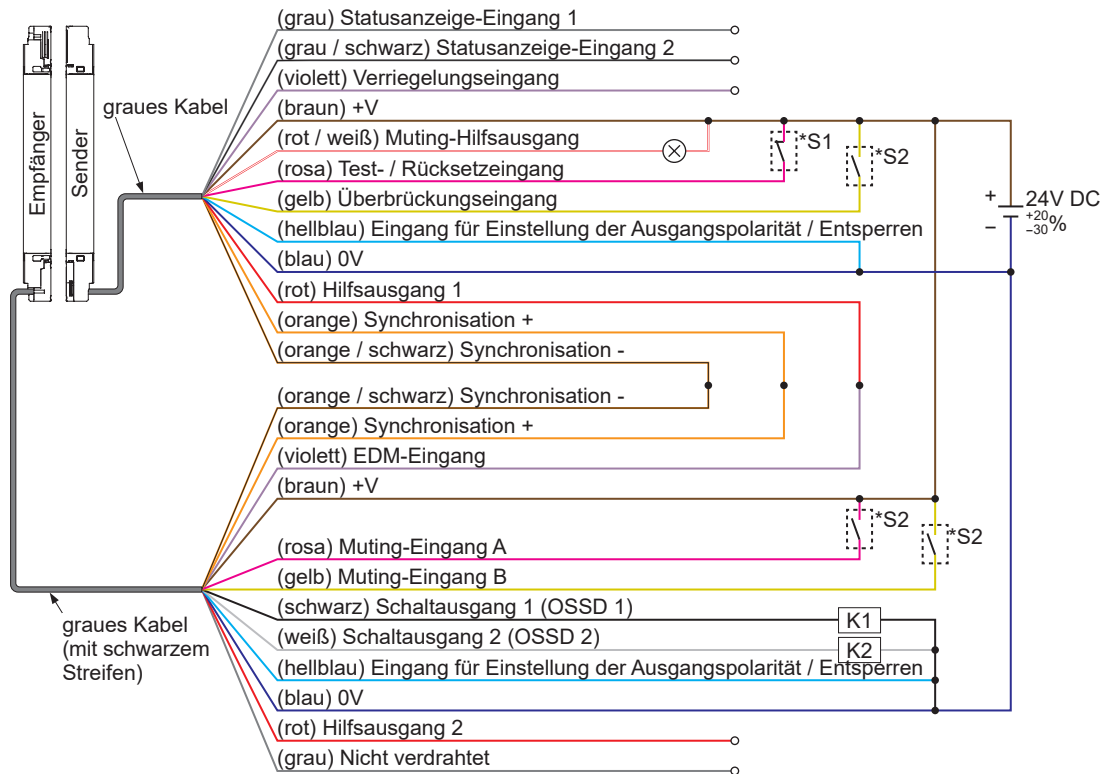 (grau) Statusanzeige-Eingang 1
(grau / schwarz) Statusanzeige-Eingang 2
(violett) Verriegelungseingang
(braun) +V
(rot / weiß) Muting-Hilfsausgang
(rosa) Test- / Rücksetzeingang
(gelb) Überbrückungseingang
(hellblau) Eingang für Einstellung der Ausgangspolarität / Entsperren
(blau) 0V
(rot) Hilfsausgang 1
(orange) Synchronisation +
(orange / schwarz) Synchronisation -
Empfänger
Sender
graues Kabel
*S1
*S2
+
−
24V DC
+20
−30 %
(orange / schwarz) Synchronisation -
(orange) Synchronisation +
(violett) EDM-Eingang
(braun) +V
*S2
*S2
(rosa) Muting-Eingang A
(gelb) Muting-Eingang B
(schwarz) Schaltausgang 1 (OSSD 1)
K1
(weiß) Schaltausgang 2 (OSSD 2)
K2
(hellblau) Eingang für Einstellung der Ausgangspolarität / Entsperren
(blau) 0V
(rot) Hilfsausgang 2
(grau) Nicht verdrahtet
graues Kabel
(mit schwarzem
Streifen)